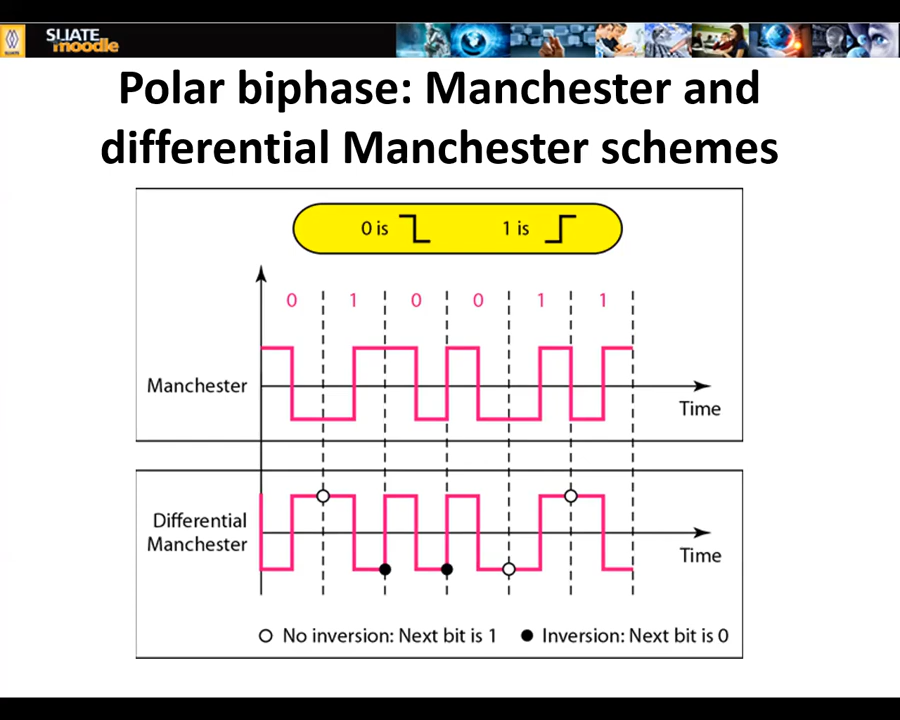 SLIATE
moodle
SLIATE
Polar biphase: Manchester and
differential Manchester schemes
0 is 1 is
0 1 0 0 1 1
Manchester
Time
Differential
Manchester
Time
No inversion: Next bit is 1 Inversion: Next bit is 0